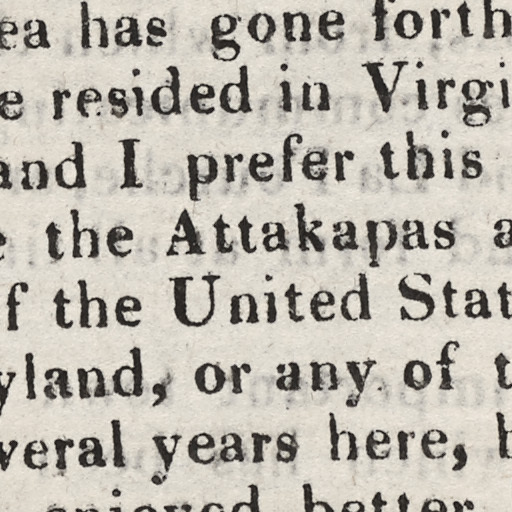 ea has gone forth
e resided in Virgi
and I prefer this
e the Attakapas a
f the United Stat
yland, or any of t
veral years here, b
enjoyed better